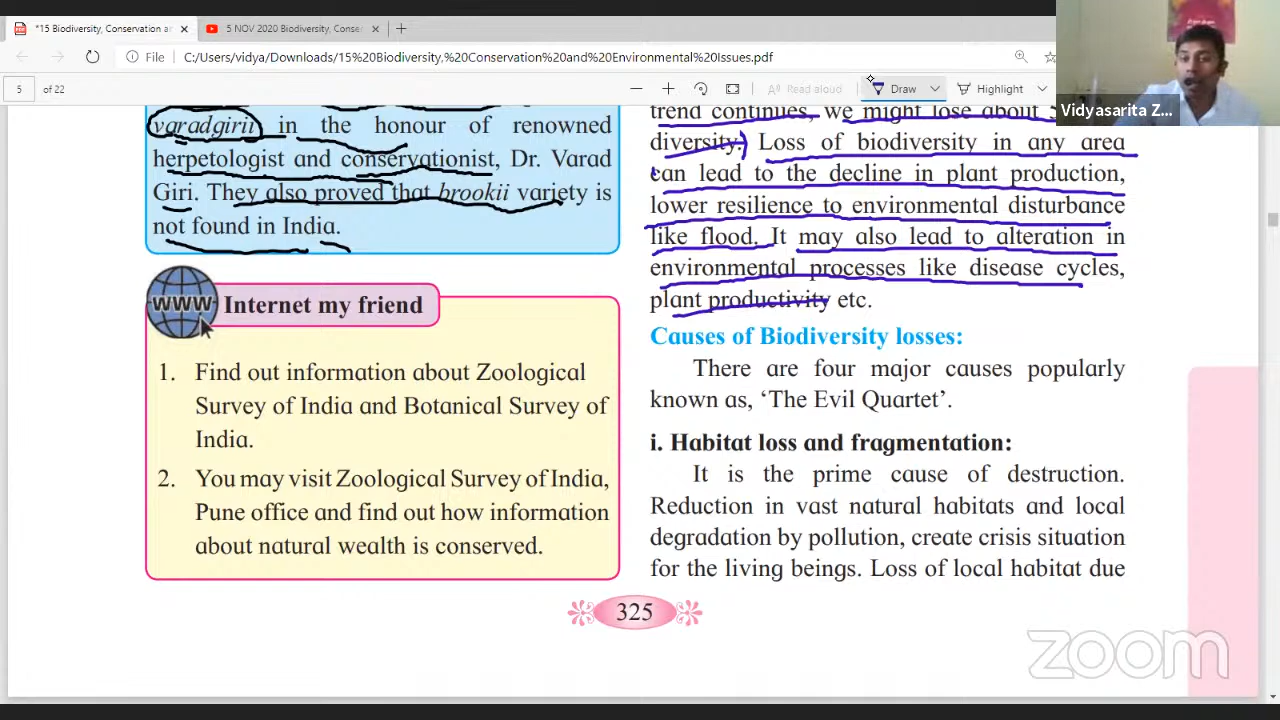 *15 Biodiversity, Conservation ar
5 NOV 2020 Biodiversity, Conse
File
C:/Users/vidya/Downloads/15%20Biodiversity,%20Conservation%20and%20Environmental%20Issues.pdf
5 of 22
Read aloud
Draw
Highlight
Vidyasarita Z...
varadgirii in the honour of renowned
herpetologist and conservationist, Dr. Varad
Giri. They also proved that brookii variety is
not found in India.
www Internet my friend
1. Find out information about Zoological
Survey of India and Botanical Survey of
India.
2. You may visit Zoological Survey of India,
Pune office and find out how information
about natural wealth is conserved.
trend continues, we might lose about
diversity. Loss of biodiversity in any area
can lead to the decline in plant production,
lower resilience to environmental disturbance
like flood. It may also lead to alteration in
environmental processes like disease cycles,
plant productivity etc.
Causes of Biodiversity losses:
There are four major causes popularly
known as, ‘The Evil Quartet’.
i. Habitat loss and fragmentation:
It is the prime cause of destruction.
Reduction in vast natural habitats and local
degradation by pollution, create crisis situation
for the living beings. Loss of local habitat due
325
zoom